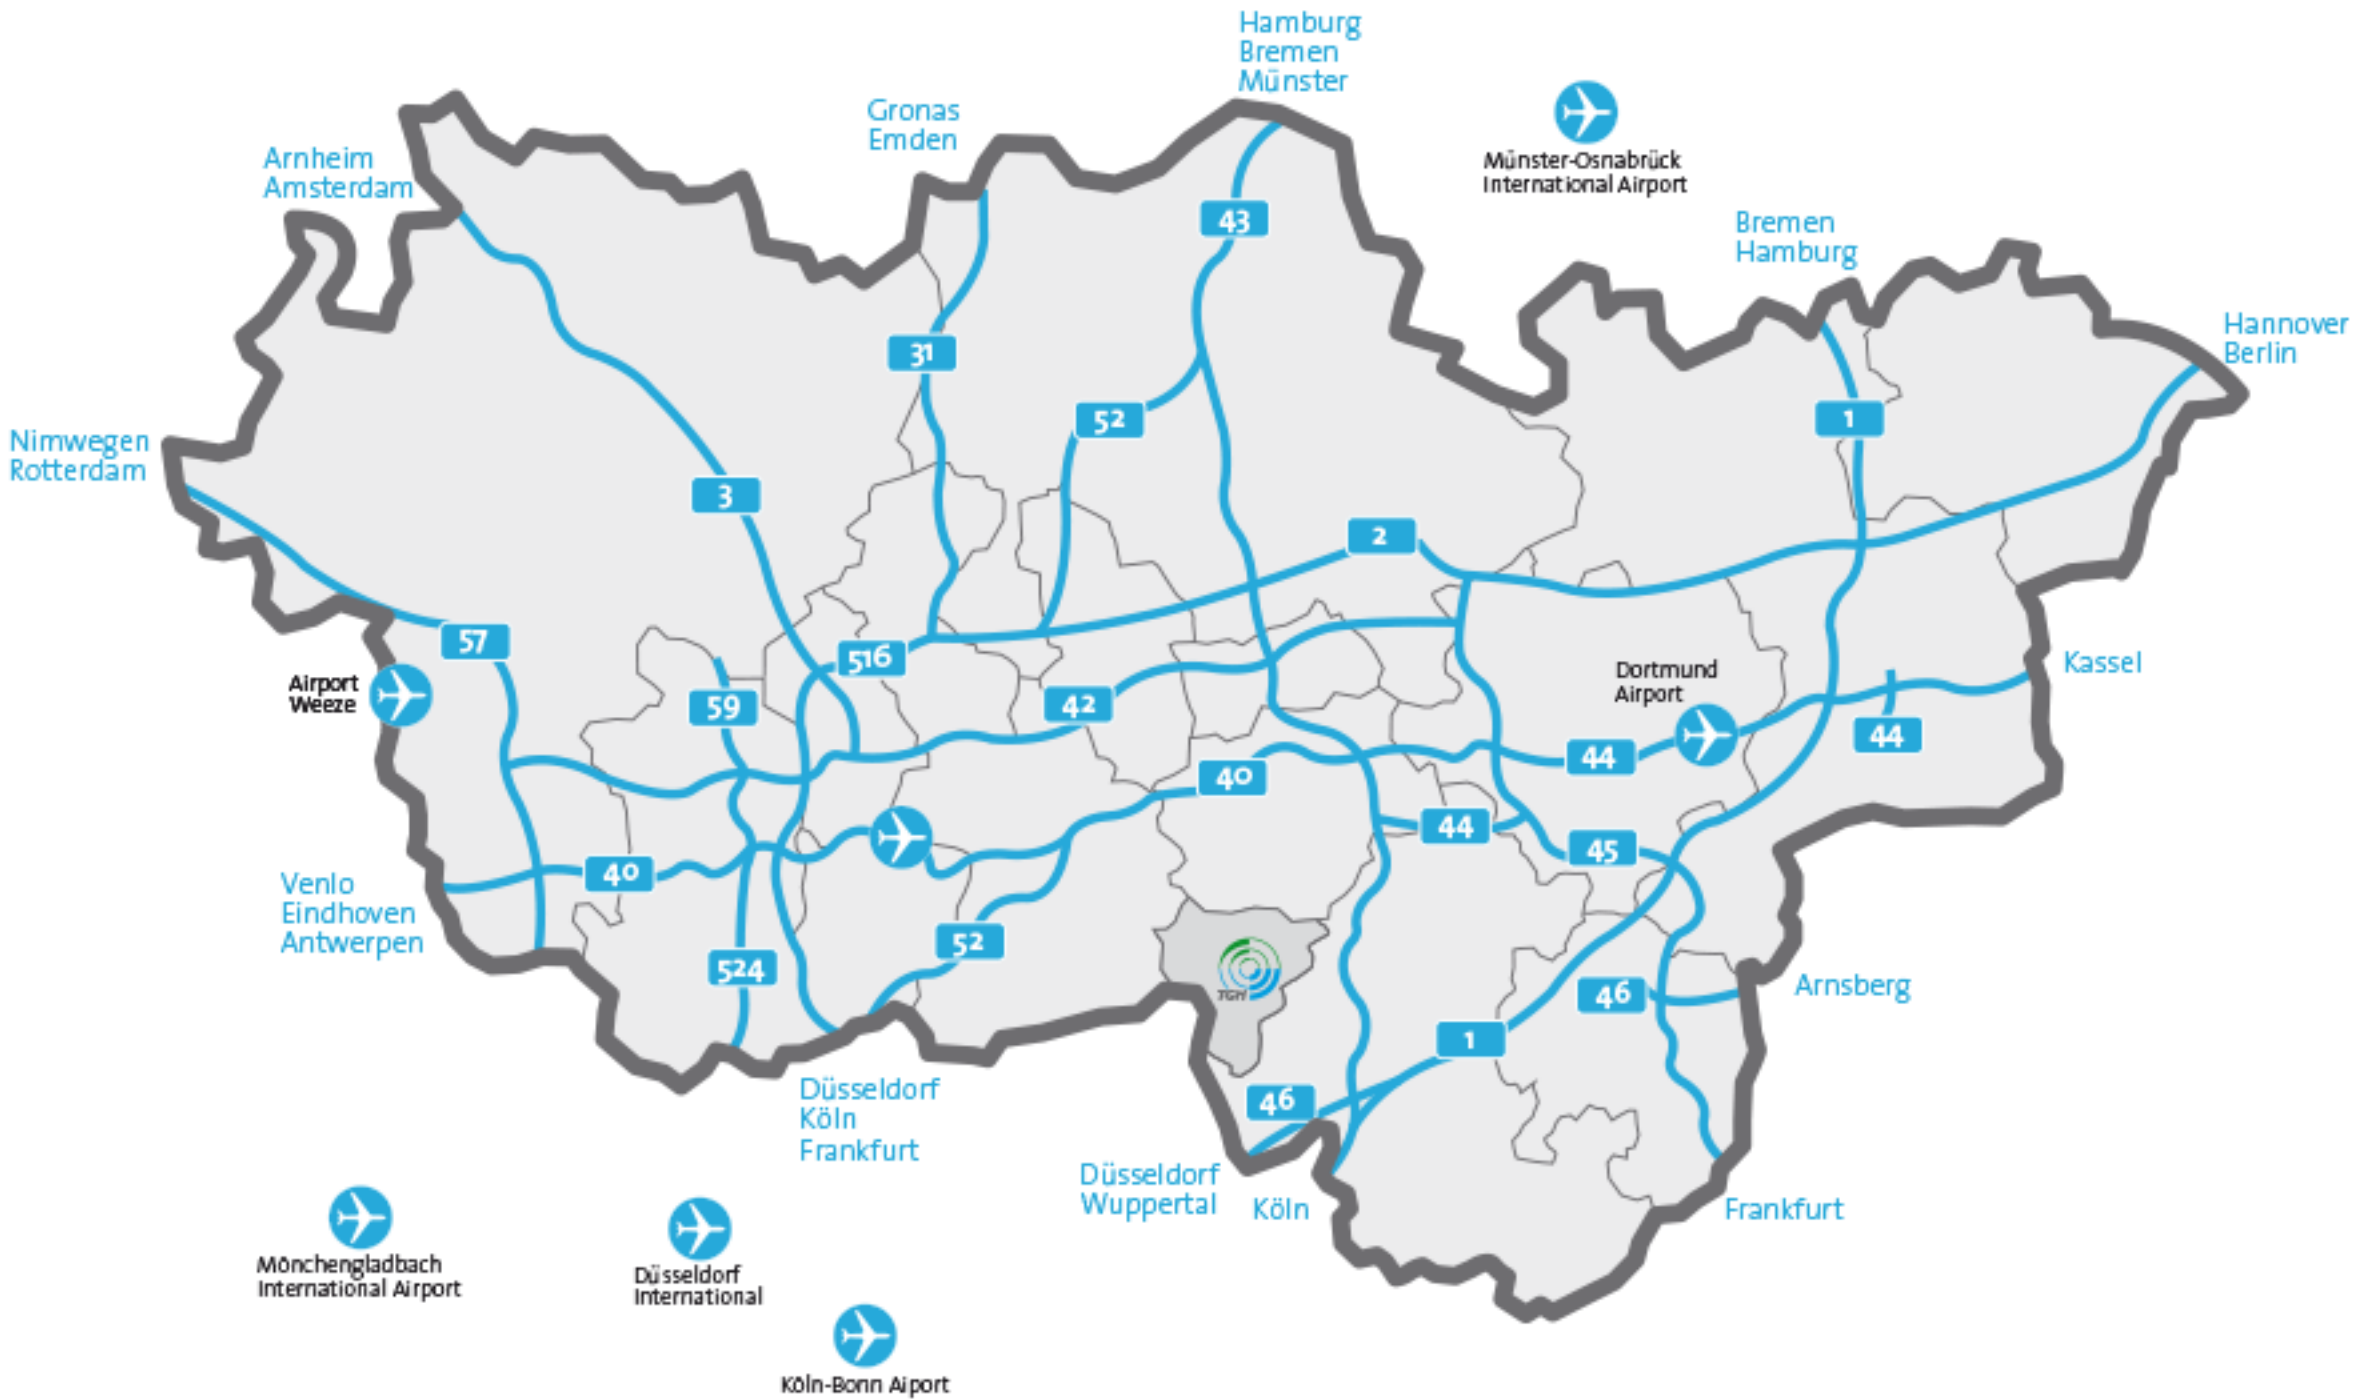 Hamburg
Bremen
Münster
Gronas
Emden
Arnheim
Amsterdam
Münster-Osnabrück
International Airport
Bremen
Hamburg
43
Hannover
Berlin
31
52
1
Nimwegen
Rotterdam
3
2
57
516
Kassel
Airport
Weeze
59
42
Dortmund
Airport
44
44
40
44
45
40
Venlo
Eindhoven
Antwerpen
52
524
TGH
46
Arnsberg
1
46
Düsseldorf
Köln
Frankfurt
Düsseldorf
Wuppertal
Köln
Frankfurt
Mönchengladbach
International Airport
Düsseldorf
International
Köln-Bonn Aiport